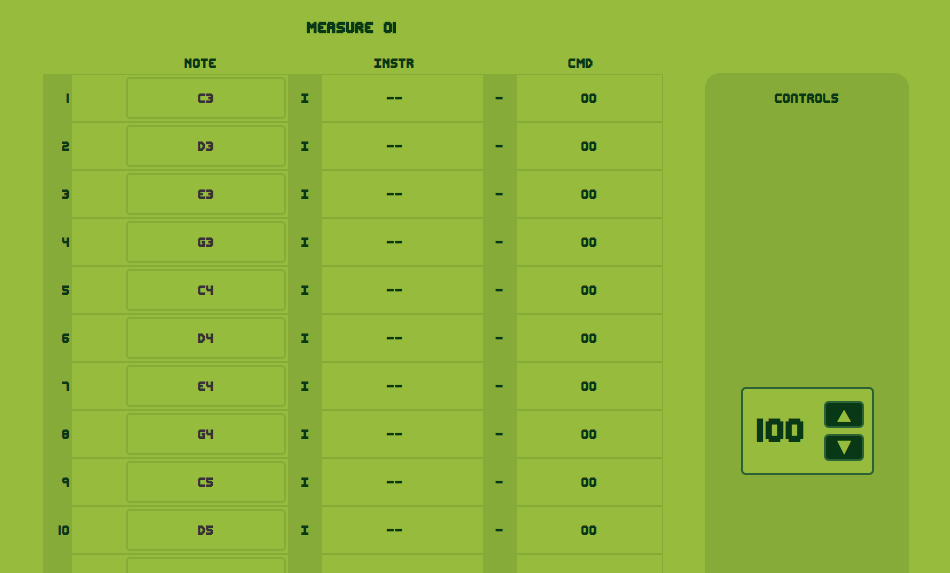 MEASURE 01
NOTE INSTR CMD
CONTROLS
1 C3 I -- - 00
2 D3 I -- - 00
3 E3 I -- - 00
4 G3 I -- - 00
5 C4 I -- - 00
6 D4 I -- - 00
7 E4 I -- - 00
8 G4 I -- - 00
100
9 C5 I -- - 00
10 D5 I -- - 00